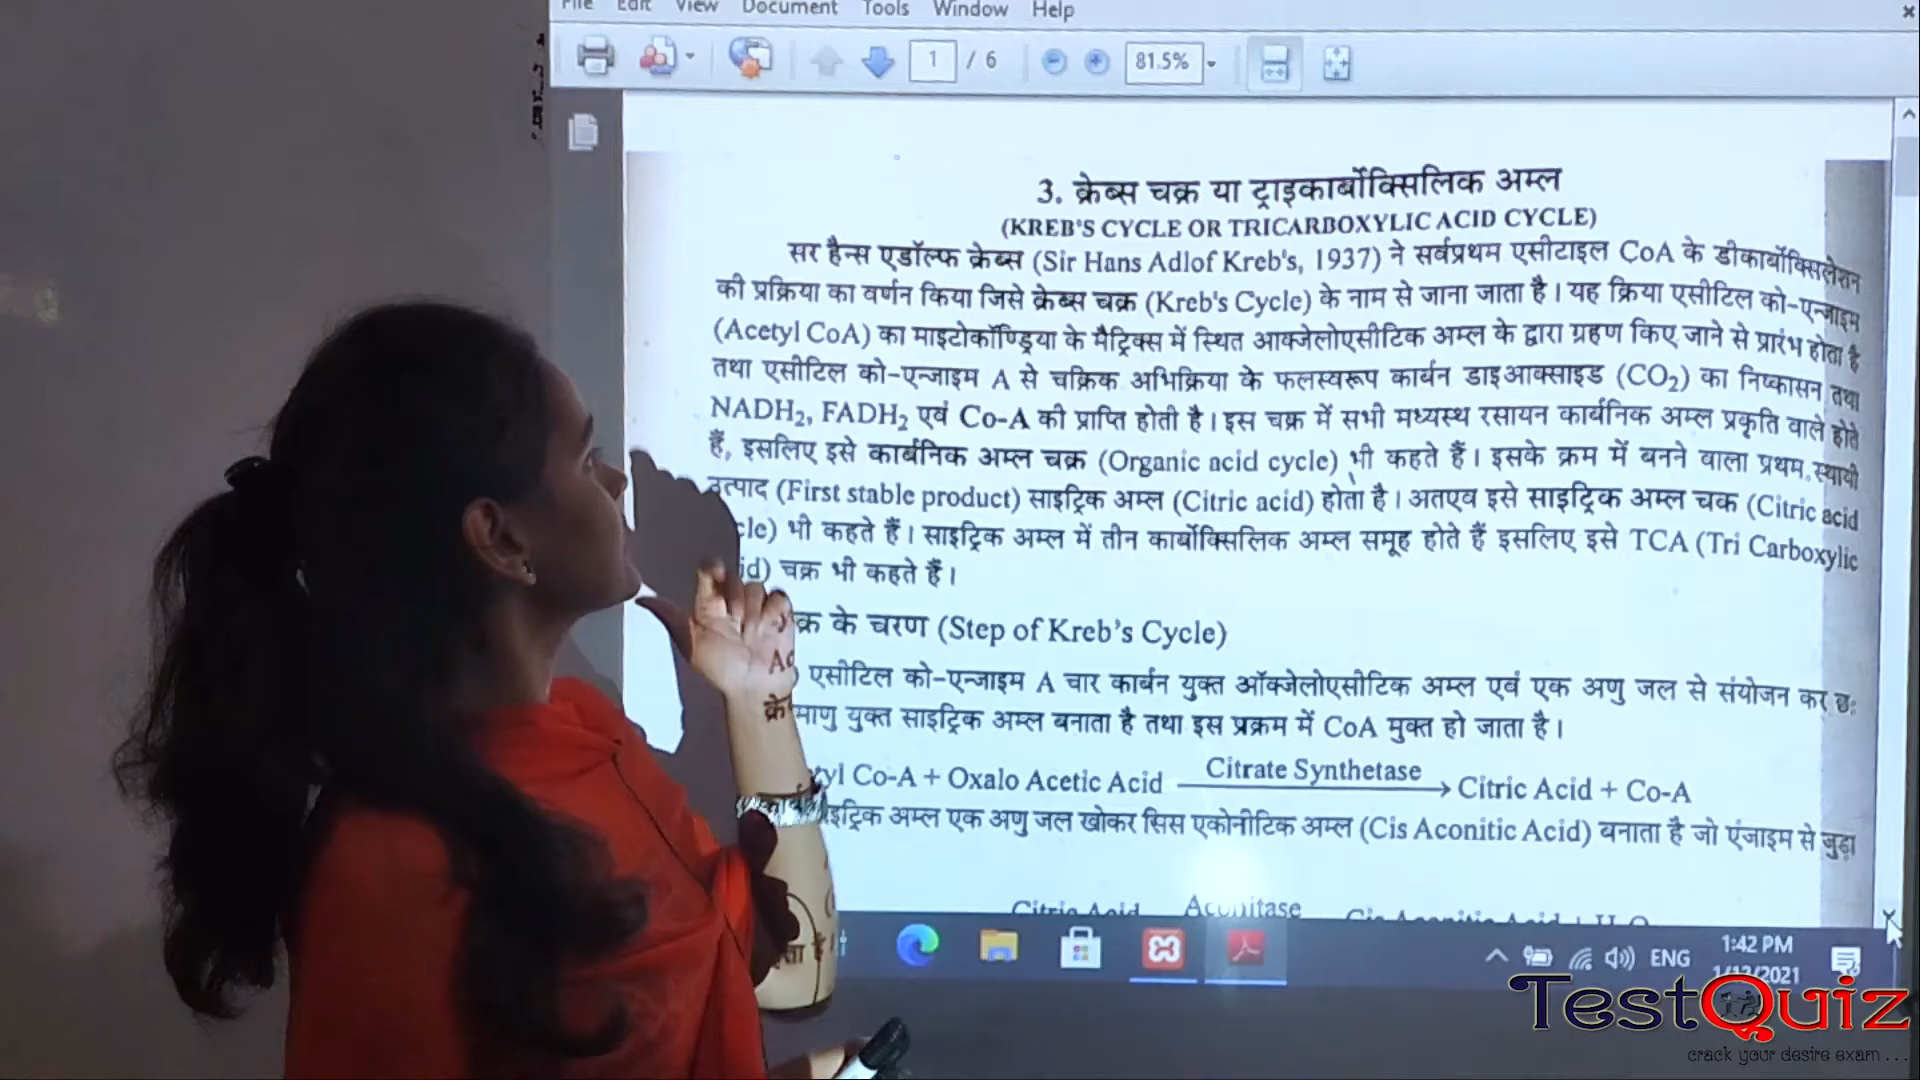 File Edit View Document Tools Window Help
1 / 6 81.5%
3. क्रेब्स चक्र या ट्राइकार्बोक्सिलिक अम्ल
(KREB'S CYCLE OR TRICARBOXYLIC ACID CYCLE)
सर हैन्स एडॉल्फ क्रेब्स (Sir Hans Adlof Kreb's, 1937) ने सर्वप्रथम एसीटाइल CoA के डीकार्बोक्सिलेशन
की प्रक्रिया का वर्णन किया जिसे क्रेब्स चक्र (Kreb's Cycle) के नाम से जाना जाता है। यह क्रिया एसीटिल को-एन्जाइम
(Acetyl CoA) का माइटोकॉण्ड्रिया के मैट्रिक्स में स्थित आक्जेलोएसीटिक अम्ल के द्वारा ग्रहण किए जाने से प्रारंभ होता है
तथा एसीटिल को-एन्जाइम A से चक्रिक अभिक्रिया के फलस्वरूप कार्बन डाइआक्साइड (CO₂) का निष्कासन तथा
NADH₂, FADH₂ एवं Co-A की प्राप्ति होती है। इस चक्र में सभी मध्यस्थ रसायन कार्बनिक अम्ल प्रकृति वाले होते
हैं, इसलिए इसे कार्बनिक अम्ल चक्र (Organic acid cycle) भी कहते हैं। इसके क्रम में बनने वाला प्रथम स्थायी
उत्पाद (First stable product) साइट्रिक अम्ल (Citric acid) होता है। अतएव इसे साइट्रिक अम्ल चक (Citric acid
cle) भी कहते हैं। साइट्रिक अम्ल में तीन कार्बोक्सिलिक अम्ल समूह होते हैं इसलिए इसे TCA (Tri Carboxylic
id) चक्र भी कहते हैं।
क्र के चरण (Step of Kreb's Cycle)
एसीटिल को-एन्जाइम A चार कार्बन युक्त ऑक्जेलोएसीटिक अम्ल एवं एक अणु जल से संयोजन कर छः
माणु युक्त साइट्रिक अम्ल बनाता है तथा इस प्रक्रम में CoA मुक्त हो जाता है।
tyl Co-A + Oxalo Acetic Acid Citrate Synthetase Citric Acid + Co-A
इट्रिक अम्ल एक अणु जल खोकर सिस एकोनीटिक अम्ल (Cis Aconitic Acid) बनाता है जो एंजाइम से जुड़ा
Citric Acid Aconitase Cis Aconitic Acid + H₂O
ENG 1:42 PM
TestQuiz
crack your desire exam . . .